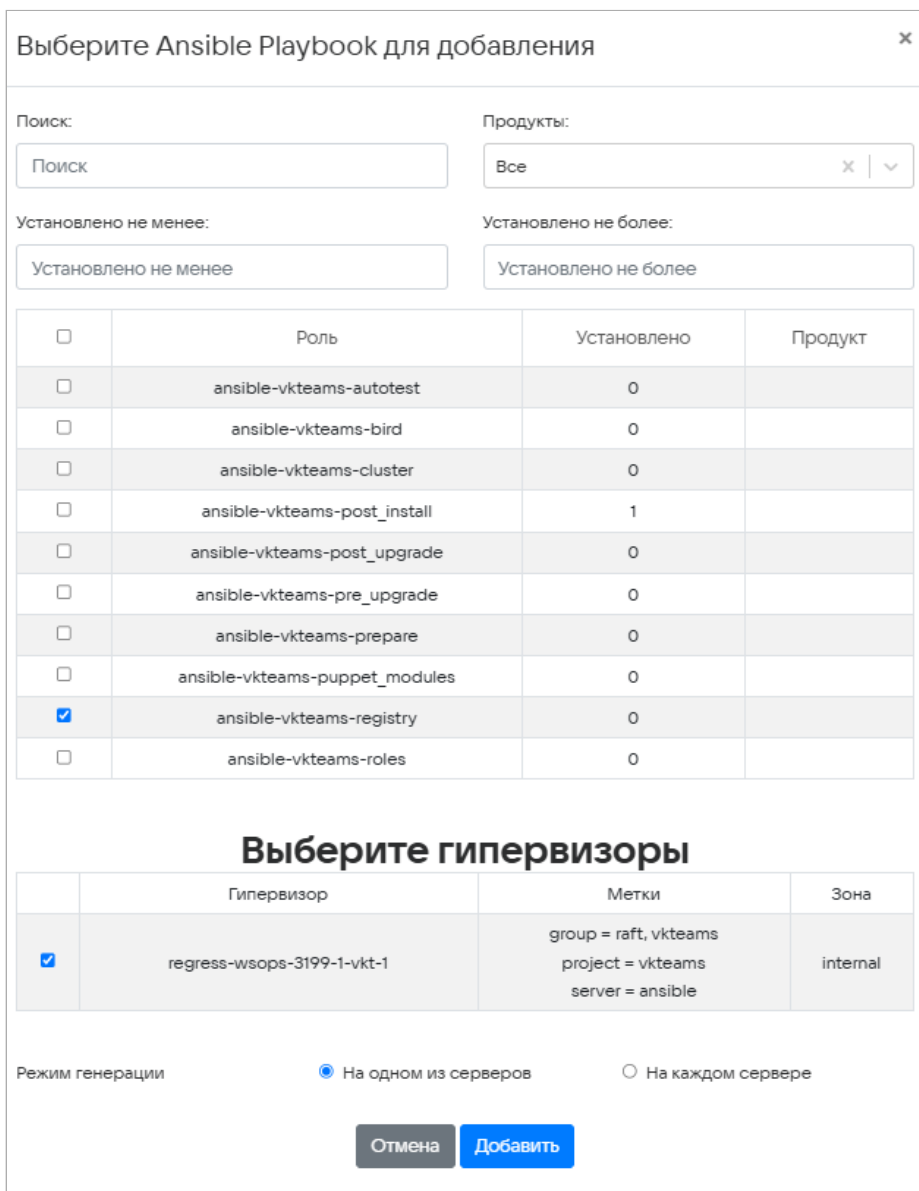 Выберите Ansible Playbook для добавления ×
Поиск: Продукты:
Поиск Все
Установлено не менее: Установлено не более:
Установлено не менее Установлено не более
Роль Установлено Продукт
ansible-vkteams-autotest 0
ansible-vkteams-bird 0
ansible-vkteams-cluster 0
ansible-vkteams-post_install 1
ansible-vkteams-post_upgrade 0
ansible-vkteams-pre_upgrade 0
ansible-vkteams-prepare 0
ansible-vkteams-puppet_modules 0
ansible-vkteams-registry 0
ansible-vkteams-roles 0
Выберите гипервизоры
Гипервизор Метки Зона
group = raft, vkteams
regress-wsops-3199-1-vkt-1 project = vkteams internal
server = ansible
Режим генерации На одном из серверов На каждом сервере
Отмена Добавить